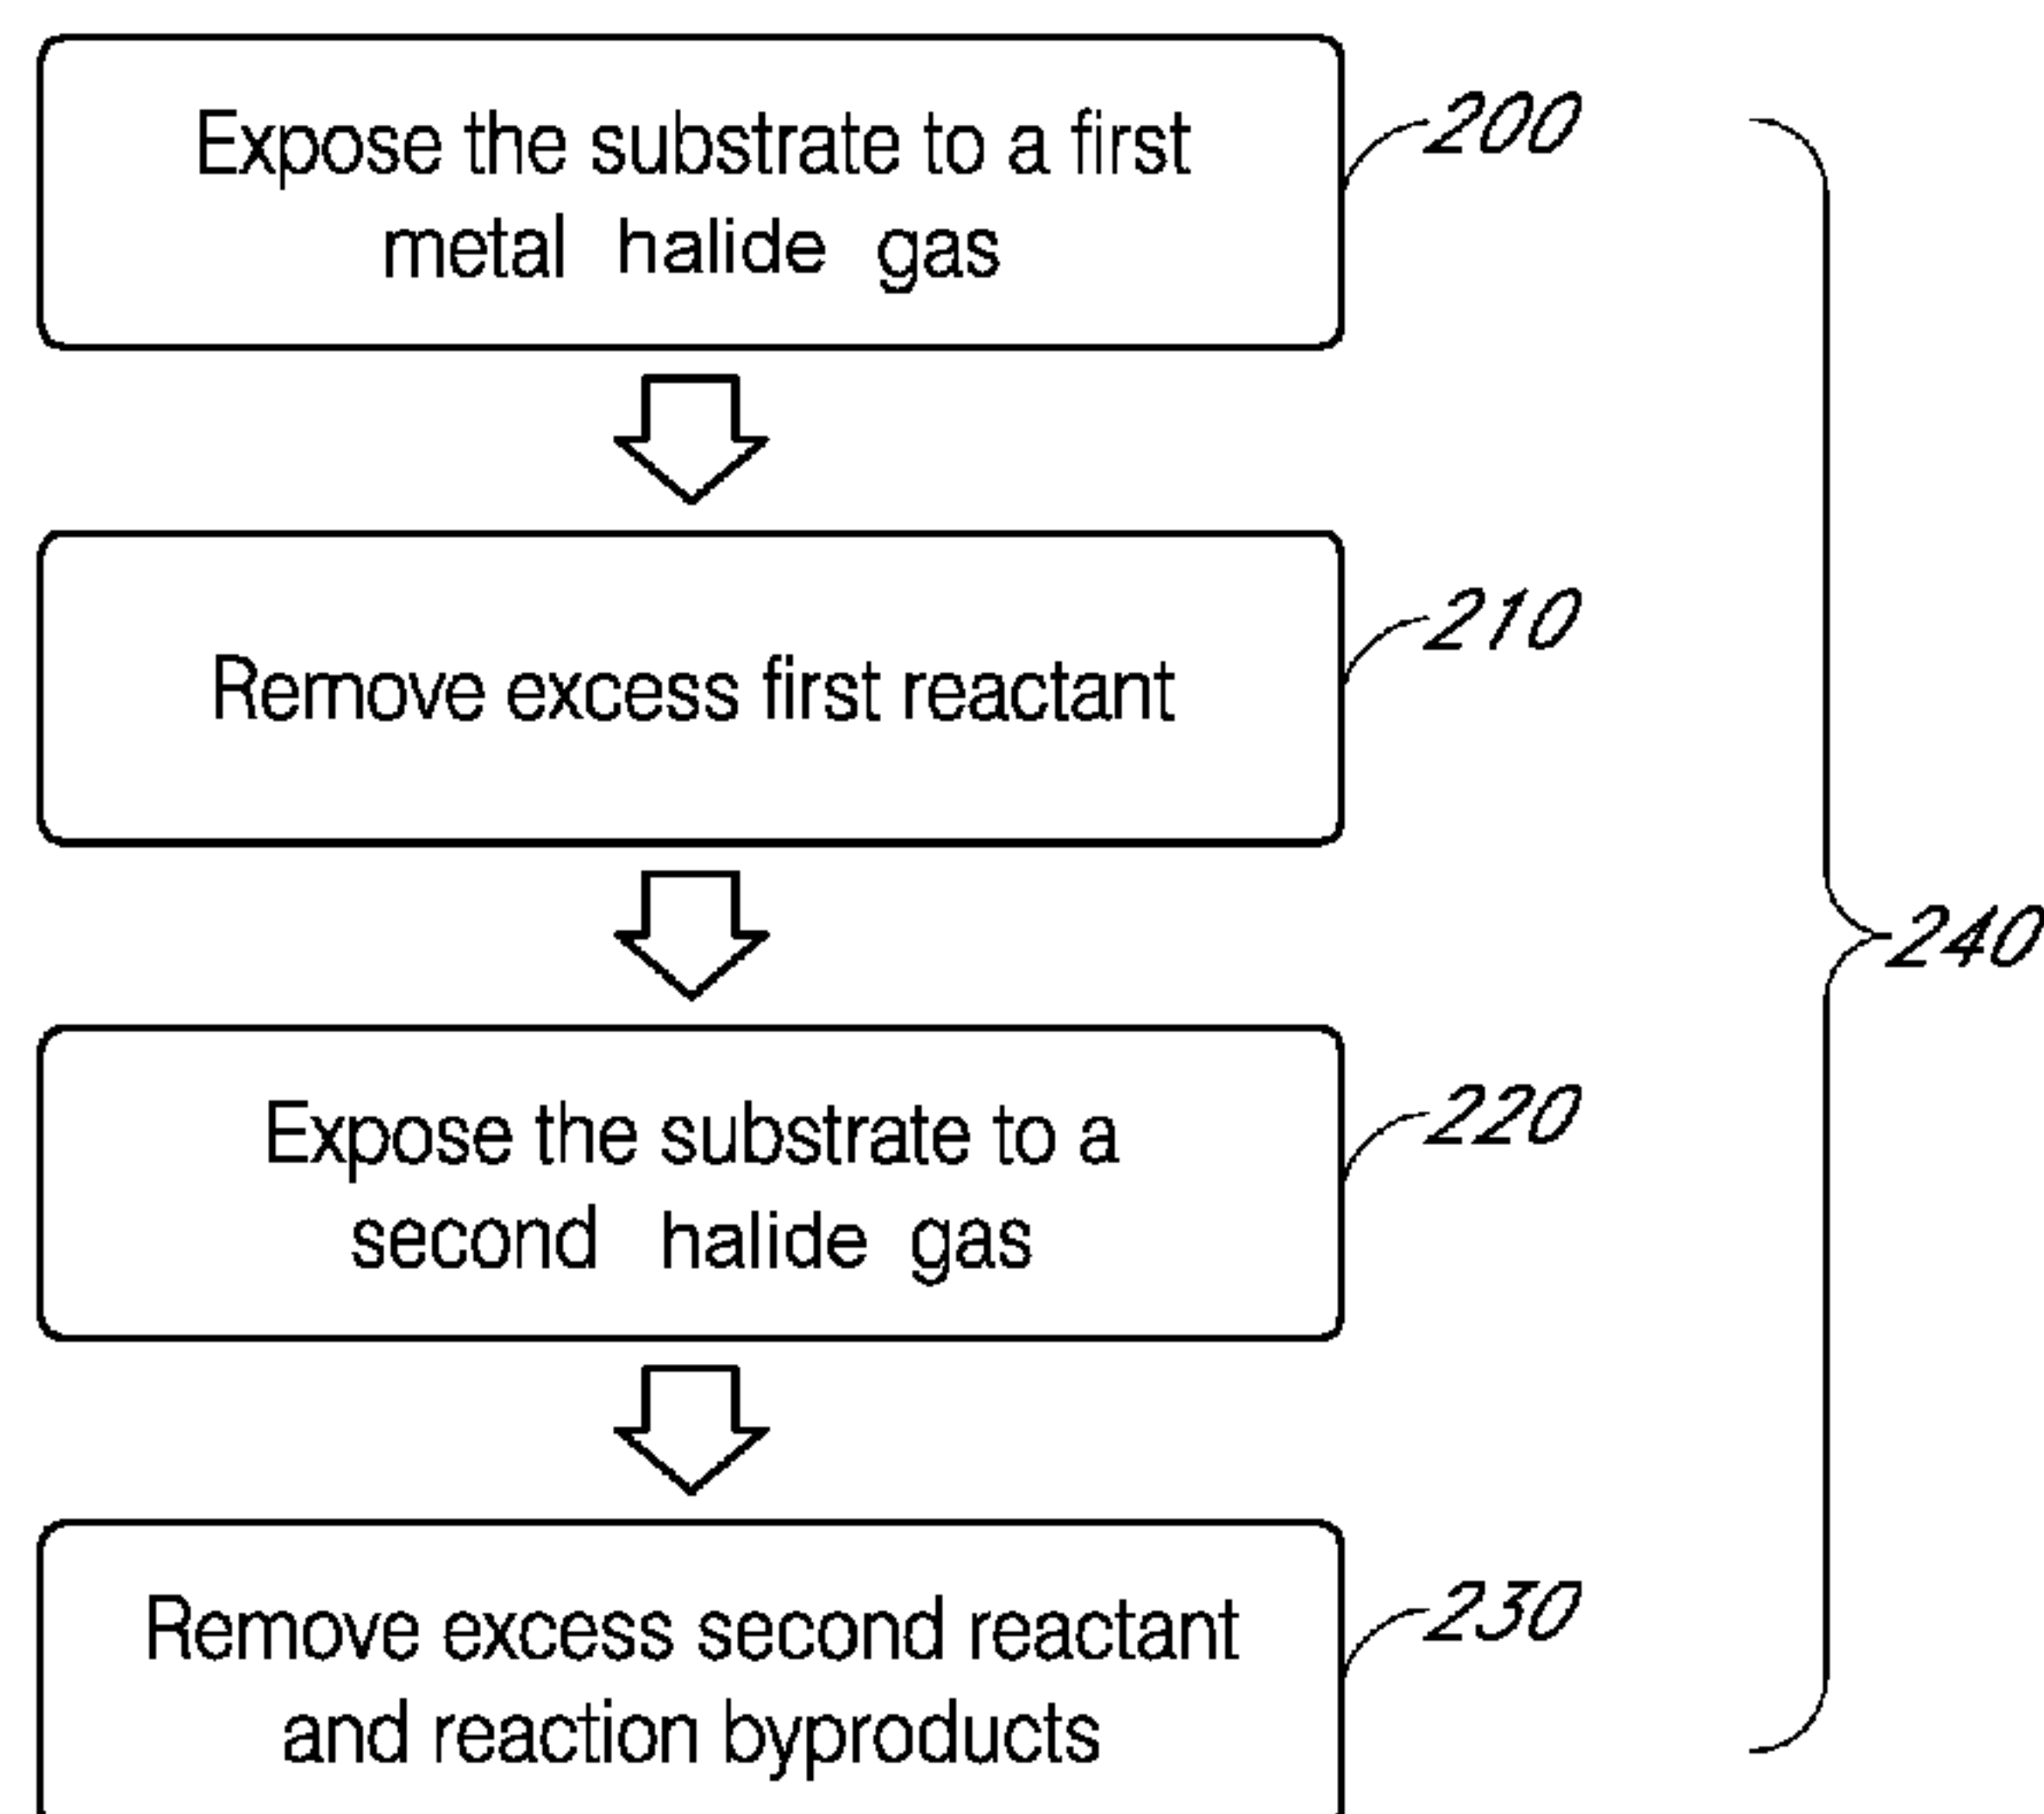 Expose the substrate to a first
metal halide gas
200
Remove excess first reactant
210
240
Expose the substrate to a
second halide gas
220
Remove excess second reactant
and reaction byproducts
230